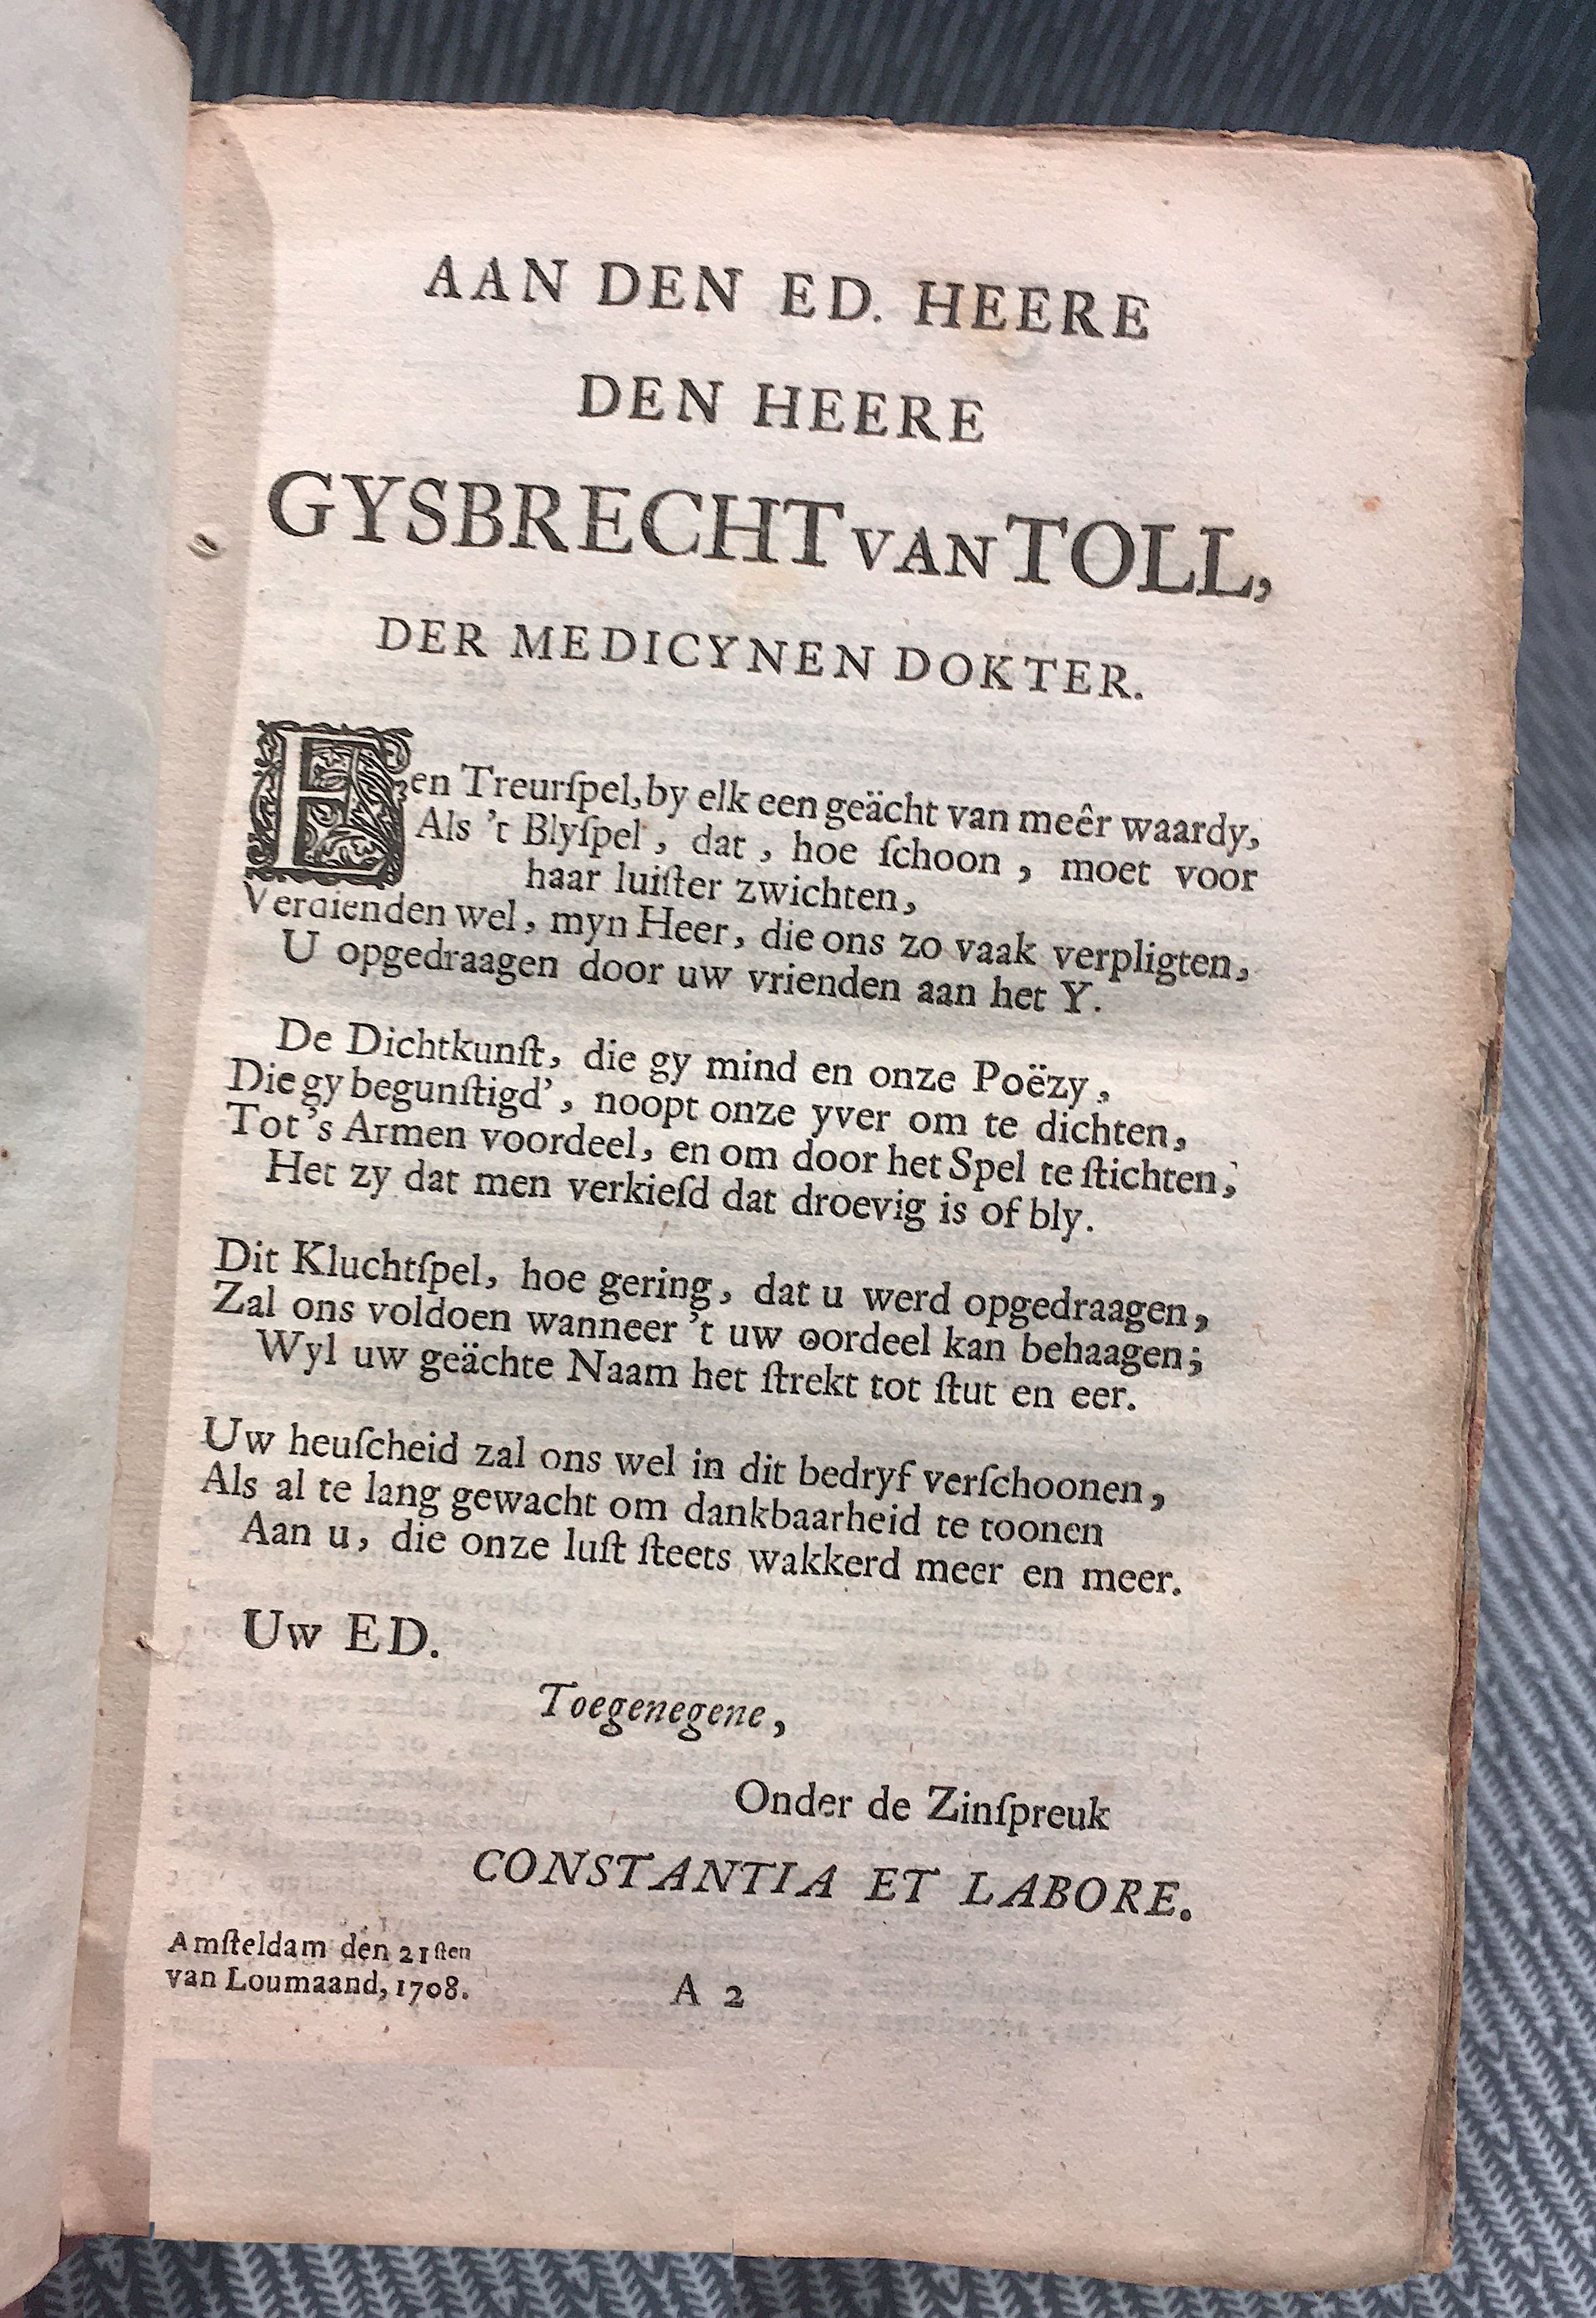 AAN DEN ED. HEERE
DEN HEERE
GYSBRECHT VAN TOLL,
DER MEDICYNEN DOKTER.
Een Treurſpel, by elk een geächt van meêr waardy,
Als 't Blyſpel, dat, hoe ſchoon, moet voor
haar luiſter zwichten,
Verdienden wel, myn Heer, die ons zo vaak verpligten,
U opgedraagen door uw vrienden aan het Y.
De Dichtkunſt, die gy mind en onze Poëzy,
Die gy begunſtigd', noopt onze yver om te dichten,
Tot 's Armen voordeel, en om door het Spel te ſtichten;
Het zy dat men verkieſd dat droevig is of bly.
Dit Kluchtſpel, hoe gering, dat u werd opgedraagen,
Zal ons voldoen wanneer 't uw oordeel kan behaagen;
Wyl uw geächte Naam het ſtrekt tot ſtut en eer.
Uw heuſcheid zal ons wel in dit bedryf verſchoonen,
Als al te lang gewacht om dankbaarheid te toonen
Aan u, die onze luſt ſteets wakkerd meer en meer.
Uw ED.
Toegenegene,
Onder de Zinſpreuk
CONSTANTIA ET LABORE.
Amſteldam den 21ſten
van Loumaand, 1708.
A 2